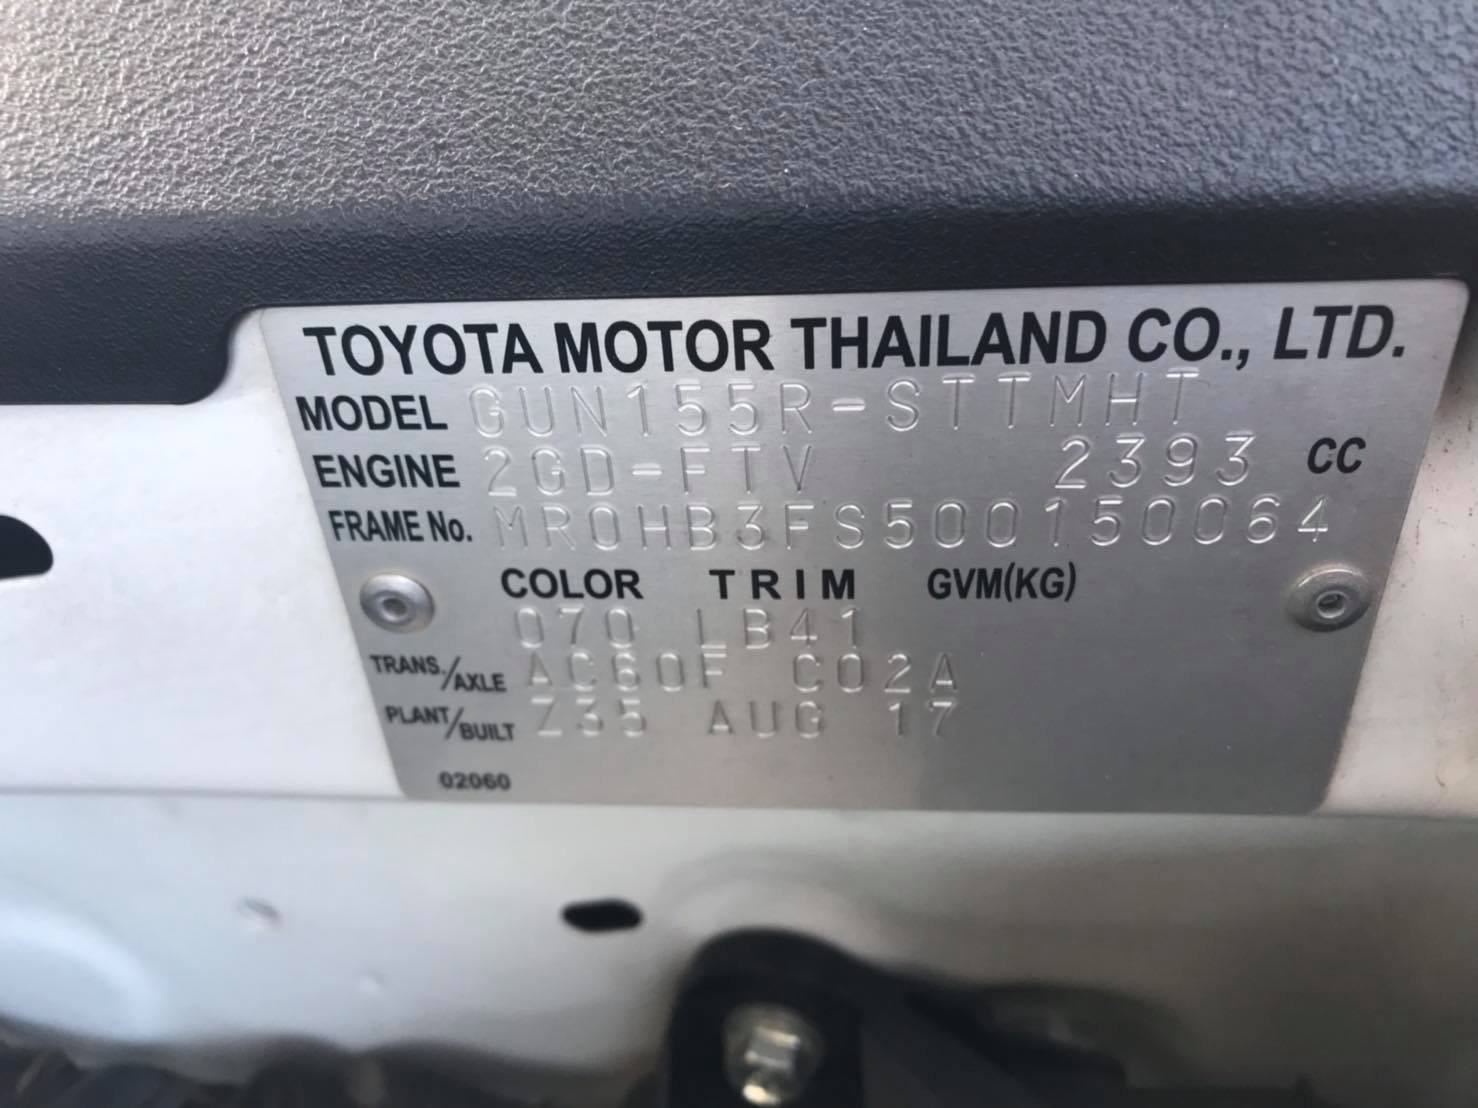 TOYOTA MOTOR THAILAND CO., LTD.
MODEL GUN155R-STTMHT
ENGINE 2GD-FTV 2393 CC
FRAME No. MR0HB3FS500150064
COLOR TRIM GVM(KG)
070 LB41
TRANS./AXLE AC60F C02A
PLANT/BUILT Z35 AUG 17
02060